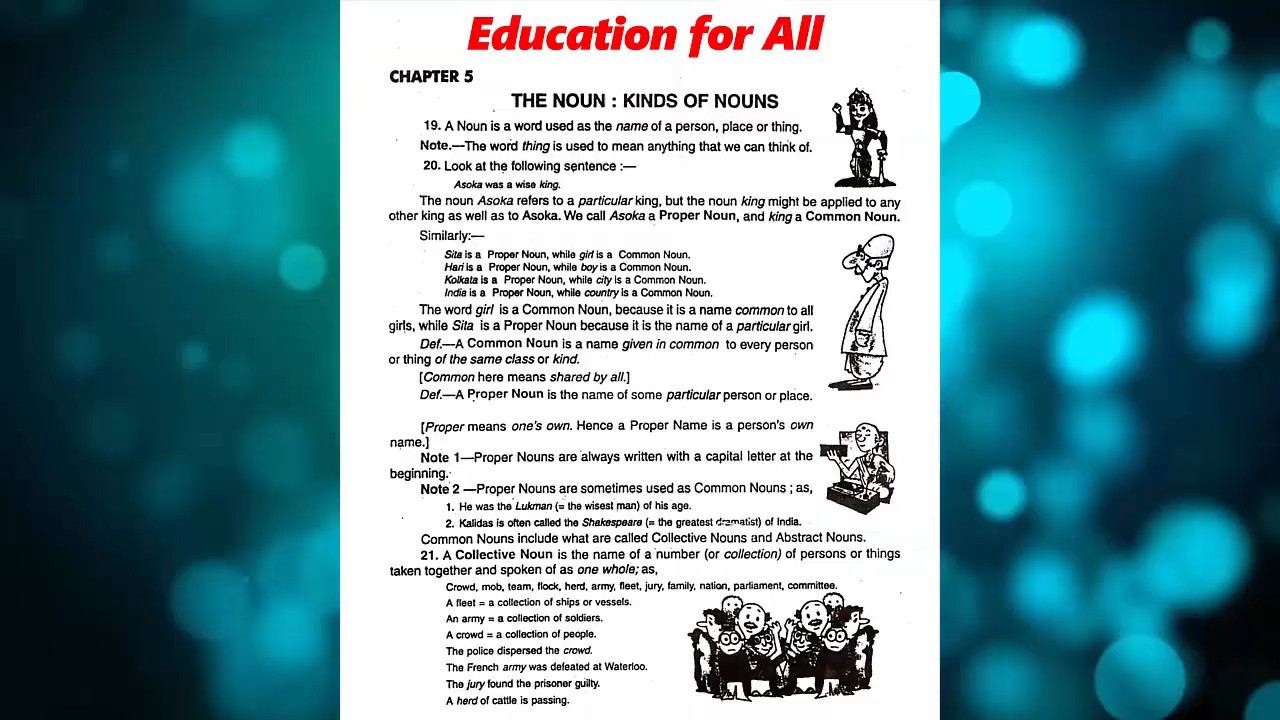 Education for All
CHAPTER 5
THE NOUN : KINDS OF NOUNS
19. A Noun is a word used as the name of a person, place or thing.
Note.—The word thing is used to mean anything that we can think of.
20. Look at the following sentence :—
Asoka was a wise king.
The noun Asoka refers to a particular king, but the noun king might be applied to any
other king as well as to Asoka. We call Asoka a Proper Noun, and king a Common Noun.
Similarly:—
Sita is a Proper Noun, while girl is a Common Noun.
Hari is a Proper Noun, while boy is a Common Noun.
Kolkata is a Proper Noun, while city is a Common Noun.
India is a Proper Noun, while country is a Common Noun.
The word girl is a Common Noun, because it is a name common to all
girls, while Sita is a Proper Noun because it is the name of a particular girl.
Def.—A Common Noun is a name given in common to every person
or thing of the same class or kind.
[Common here means shared by all.]
Def.—A Proper Noun is the name of some particular person or place.
[Proper means one's own. Hence a Proper Name is a person's own
name.]
Note 1—Proper Nouns are always written with a capital letter at the
beginning.
Note 2 —Proper Nouns are sometimes used as Common Nouns ; as,
1. He was the Lukman (= the wisest man) of his age.
2. Kalidas is often called the Shakespeare (= the greatest dramatist) of India.
Common Nouns include what are called Collective Nouns and Abstract Nouns.
21. A Collective Noun is the name of a number (or collection) of persons or things
taken together and spoken of as one whole; as,
Crowd, mob, team, flock, herd, army, fleet, jury, family, nation, parliament, committee.
A fleet = a collection of ships or vessels.
An army = a collection of soldiers.
A crowd = a collection of people.
The police dispersed the crowd.
The French army was defeated at Waterloo.
The jury found the prisoner guilty.
A herd of cattle is passing.